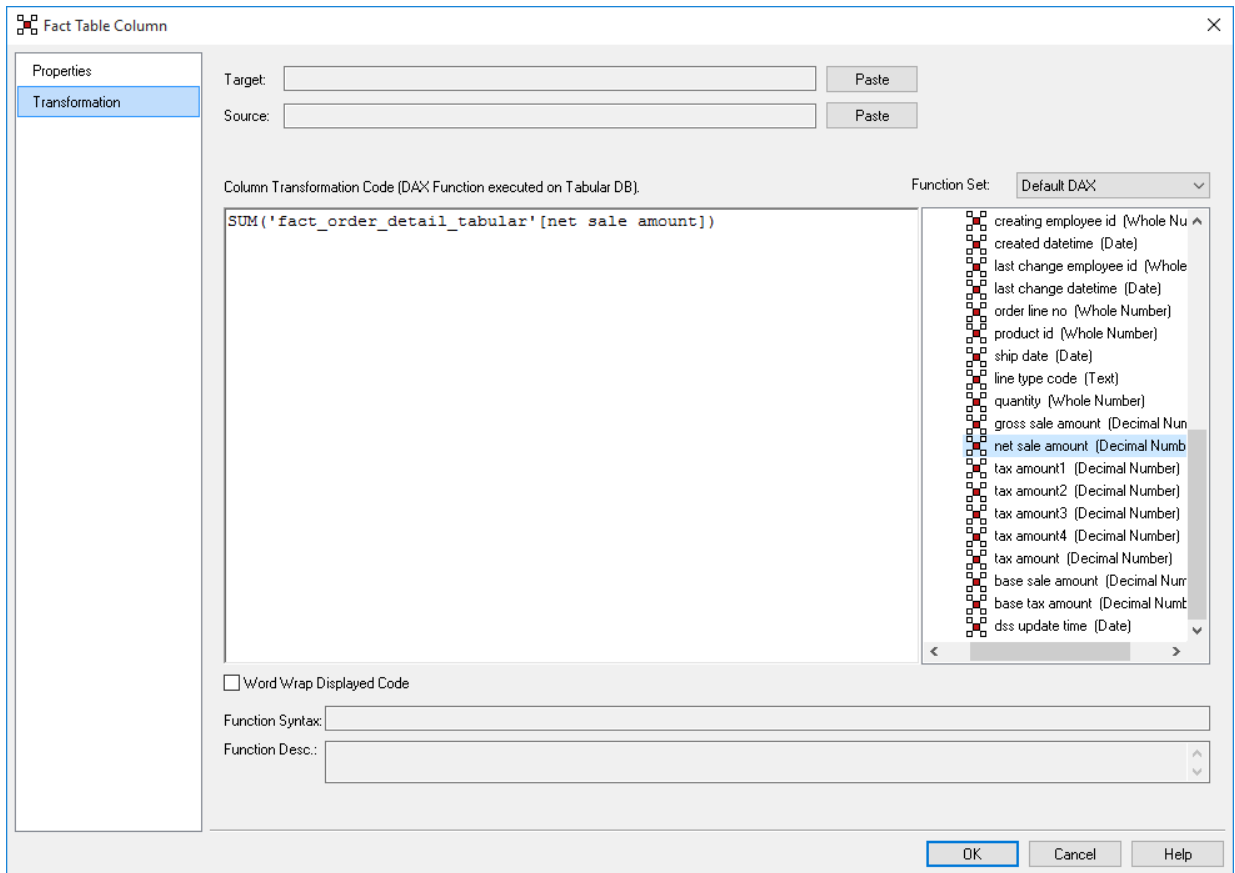 Fact Table Column
Properties
Transformation
Target:
Paste
Source:
Paste
Column Transformation Code (DAX Function executed on Tabular DB).
Function Set:
Default DAX
SUM('fact_order_detail_tabular'[net sale amount])
creating employee id (Whole Nu
created datetime (Date)
last change employee id (Whole
last change datetime (Date)
order line no (Whole Number)
product id (Whole Number)
ship date (Date)
line type code (Text)
quantity (Whole Number)
gross sale amount (Decimal Nun
net sale amount (Decimal Numb
tax amount1 (Decimal Number)
tax amount2 (Decimal Number)
tax amount3 (Decimal Number)
tax amount4 (Decimal Number)
tax amount (Decimal Number)
base sale amount (Decimal Num
base tax amount (Decimal Numb
dss update time (Date)
Word Wrap Displayed Code
Function Syntax:
Function Desc.:
OK
Cancel
Help